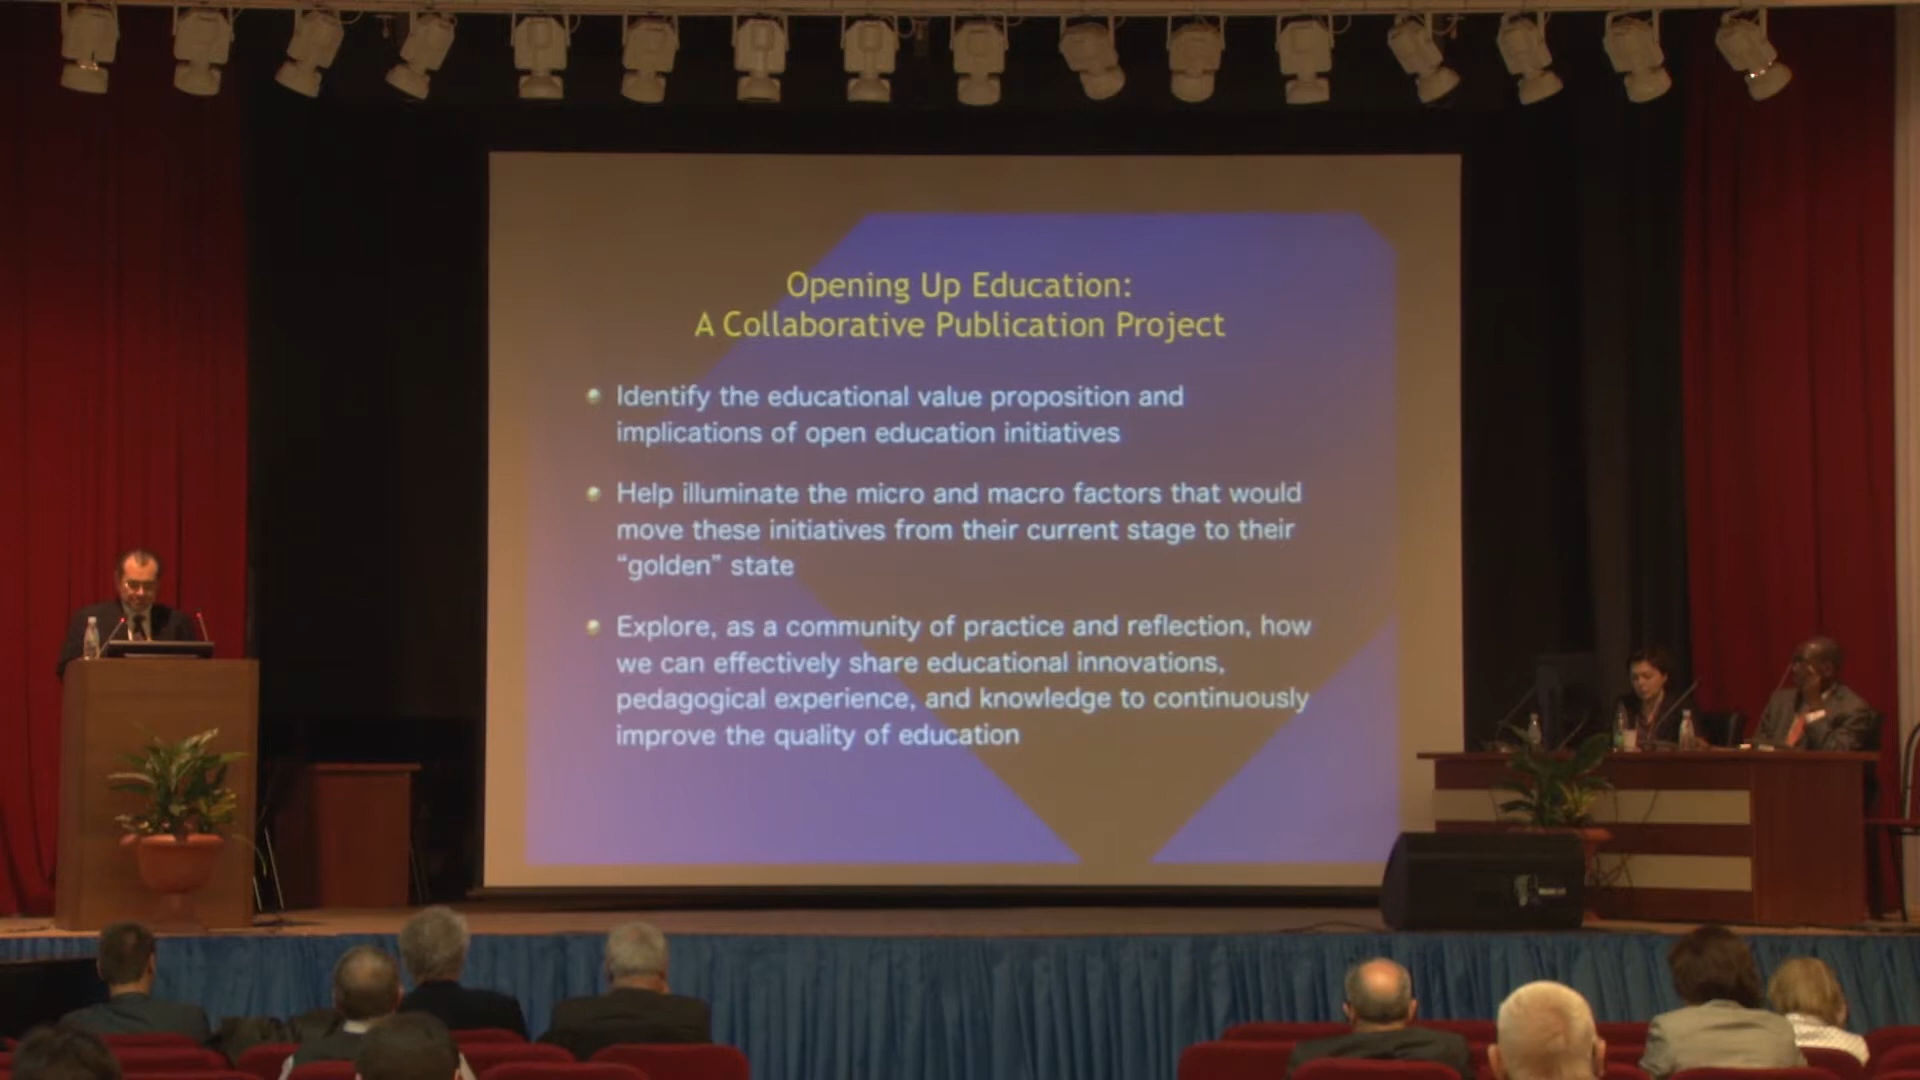 Opening Up Education:
A Collaborative Publication Project
Identify the educational value proposition and
implications of open education initiatives
Help illuminate the micro and macro factors that would
move these initiatives from their current stage to their
“golden” state
Explore, as a community of practice and reflection, how
we can effectively share educational innovations,
pedagogical experience, and knowledge to continuously
improve the quality of education